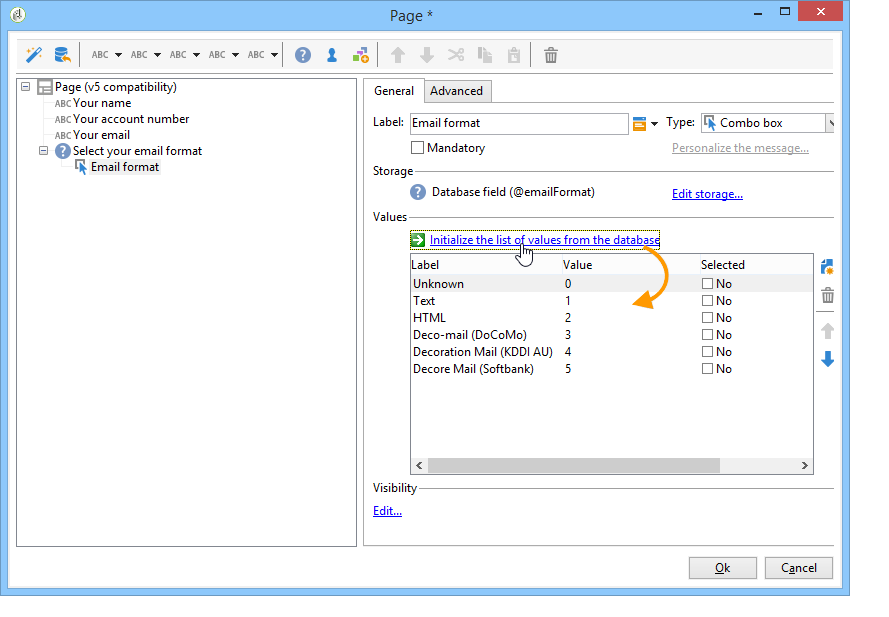 Page *
ABC ABC ABC ABC ABC
Page (v5 compatibility)
ABC Your name
ABC Your account number
ABC Your email
Select your email format
Email format
General Advanced
Label: Email format Type: Combo box
Mandatory Personalize the message...
Storage
Database field (@emailFormat) Edit storage...
Values
Initialize the list of values from the database
Label Value Selected
Unknown 0 No
Text 1 No
HTML 2 No
Deco-mail (DoCoMo) 3 No
Decoration Mail (KDDI AU) 4 No
Decore Mail (Softbank) 5 No
Visibility
Edit...
Ok Cancel